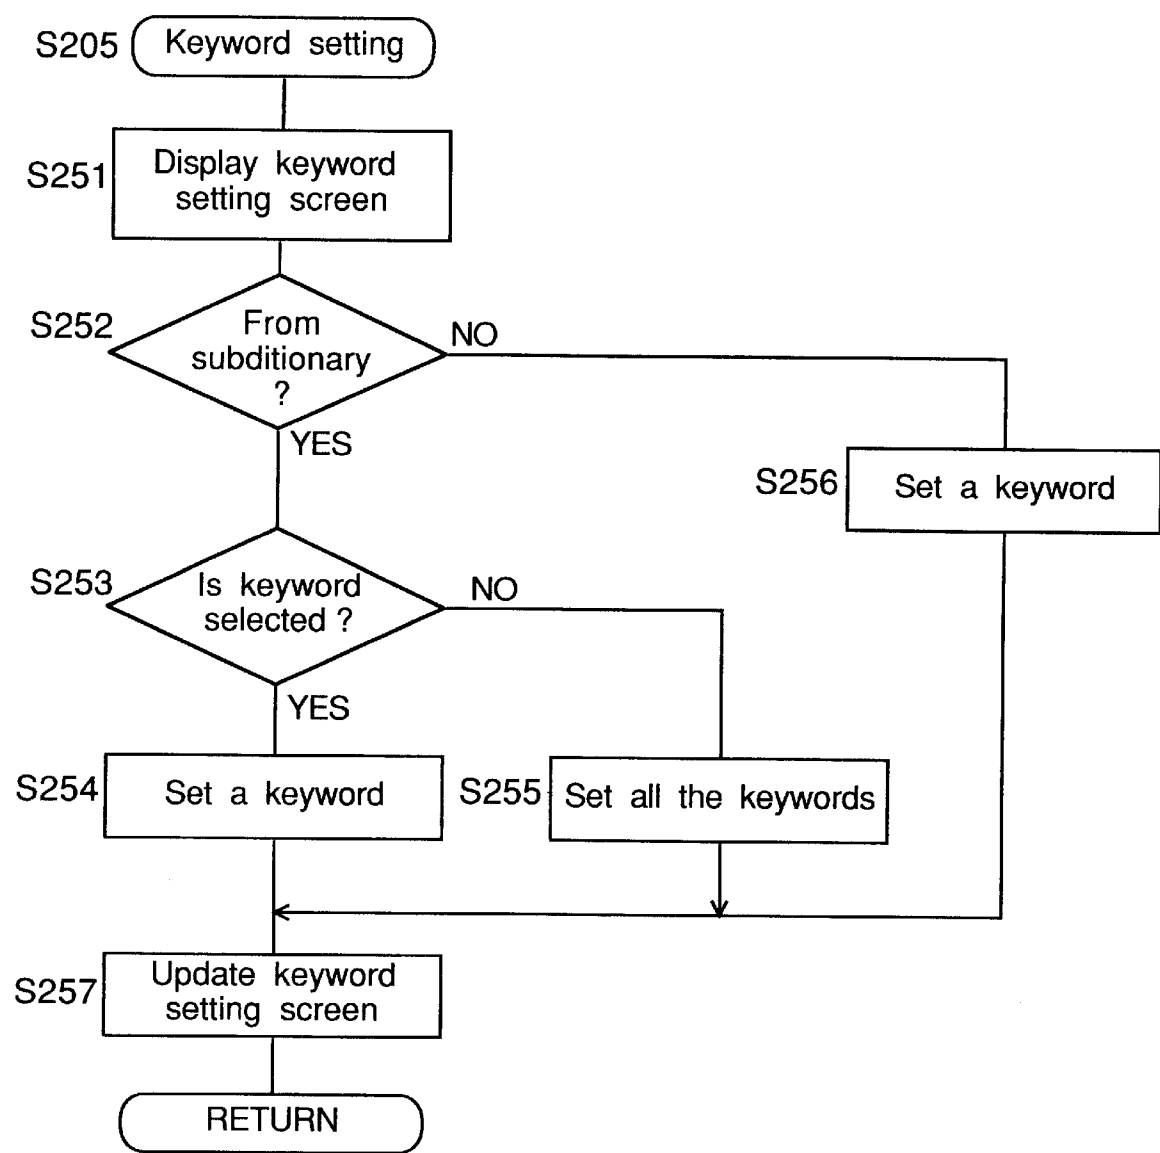 S205
Keyword setting
S251
Display keyword
setting screen
S252
From
subditionary
?
NO
YES
S256
Set a keyword
S253
Is keyword
selected ?
NO
YES
S254
Set a keyword
S255
Set all the keywords
S257
Update keyword
setting screen
RETURN